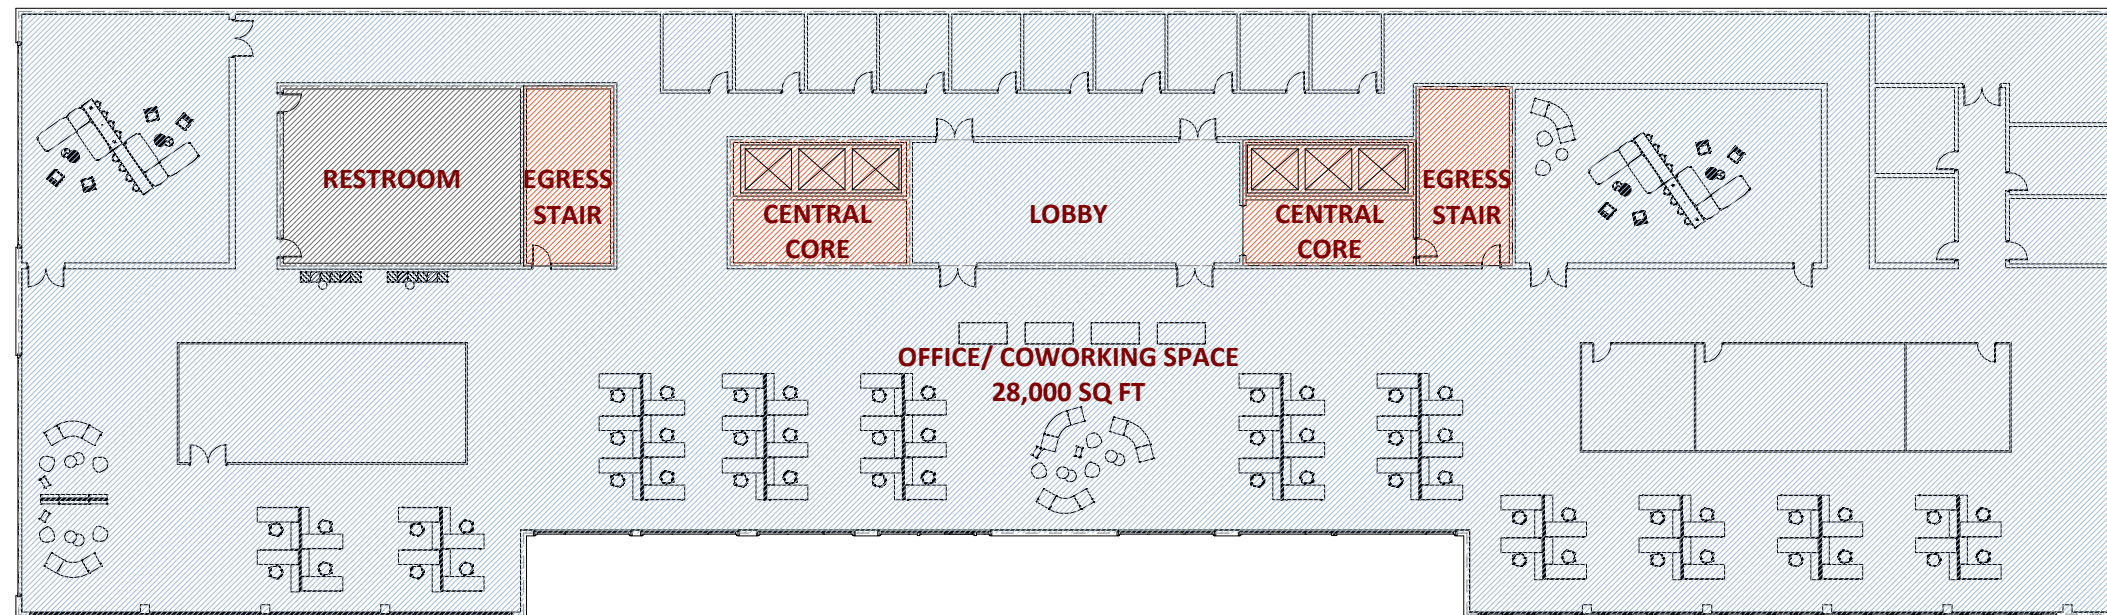 RESTROOM
EGRESS
STAIR
CENTRAL
CORE
LOBBY
CENTRAL
CORE
EGRESS
STAIR
OFFICE/ COWORKING SPACE
28,000 SQ FT